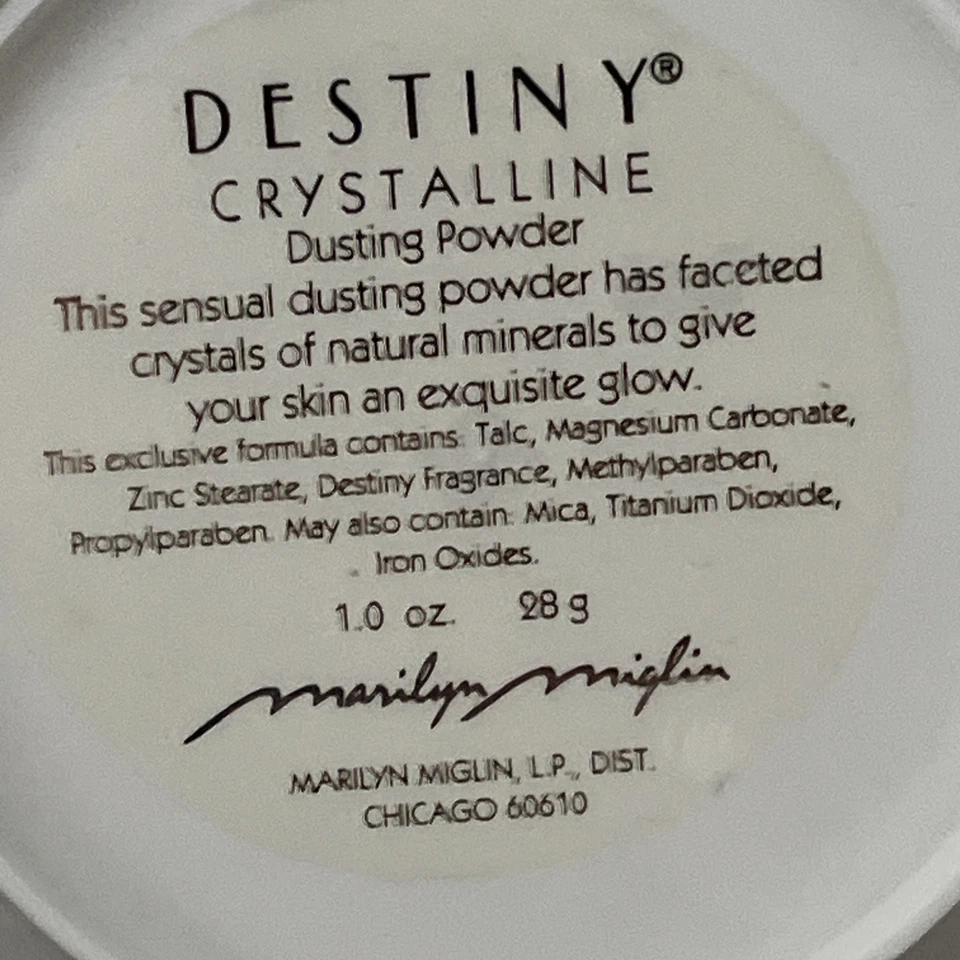 DESTINY®
CRYSTALLINE
Dusting Powder
This sensual dusting powder has faceted
crystals of natural minerals to give
your skin an exquisite glow.
This exclusive formula contains: Talc, Magnesium Carbonate,
Zinc Stearate, Destiny Fragrance, Methylparaben,
Propylparaben. May also contain: Mica, Titanium Dioxide,
Iron Oxides.
1.0 oz. 28 g
marilyn miglin
MARILYN MIGLIN, L.P., DIST.
CHICAGO 60610